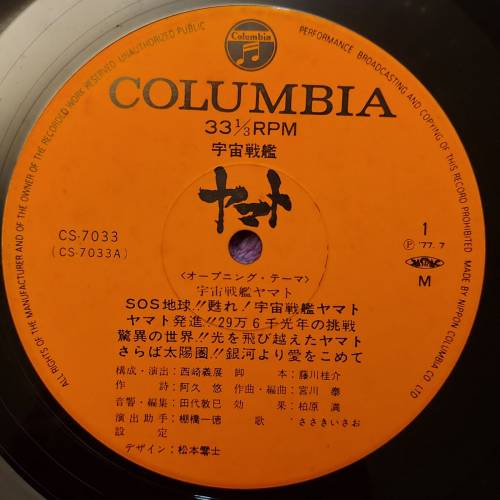 ALL RIGHTS OF THE MANUFACTURER AND OF THE OWNER OF THE RECORDED WORK RESERVED UNAUTHORIZED PUBLIC PERFORMANCE BROADCASTING AND COPYING OF THIS RECORD PROHIBITED MADE BY NIPPON COLUMBIA CO LTD
Columbia
COLUMBIA
33 1/3 RPM
宇宙戦艦
ヤマト
CS-7033
(CS-7033A)
1
Ⓟ '77. 7
M
〈オープニング・テーマ〉
宇宙戦艦ヤマト
SOS地球!!甦れ!宇宙戦艦ヤマト
ヤマト発進!!29万6千光年の挑戦
驚異の世界!!光を飛び越えたヤマト
さらば太陽圏!!銀河より愛をこめて
構成・演出:西崎義展 脚本:藤川桂介
作詩:阿久悠 作曲・編曲:宮川泰
音響・編集:田代敦巳 効果:柏原満
演出助手:棚橋一徳 歌:ささきいさお
設定
デザイン:松本零士